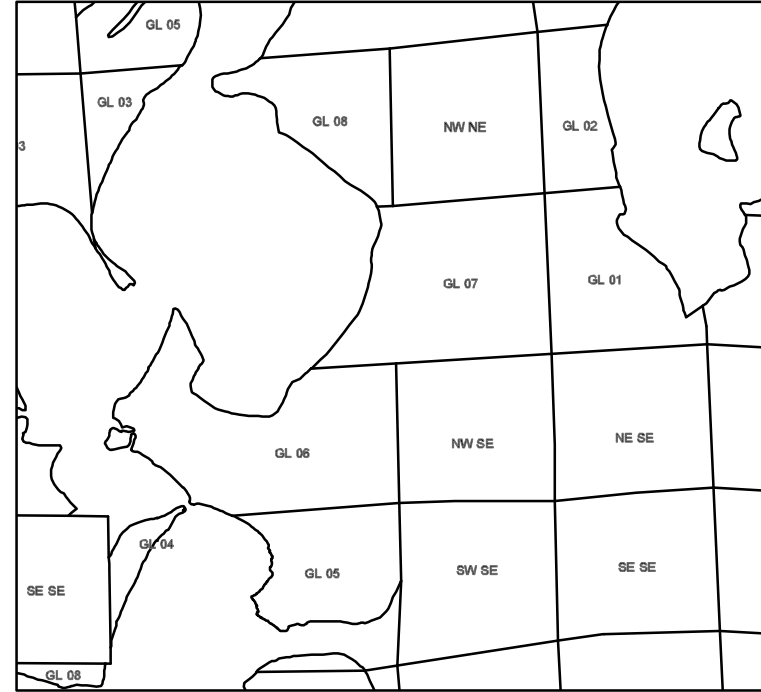 GL 05
GL 03
GL 08
NW NE
GL 02
3
GL 07
GL 01
GL 06
NW SE
NE SE
GL 04
GL 05
SW SE
SE SE
SE SE
GL 08